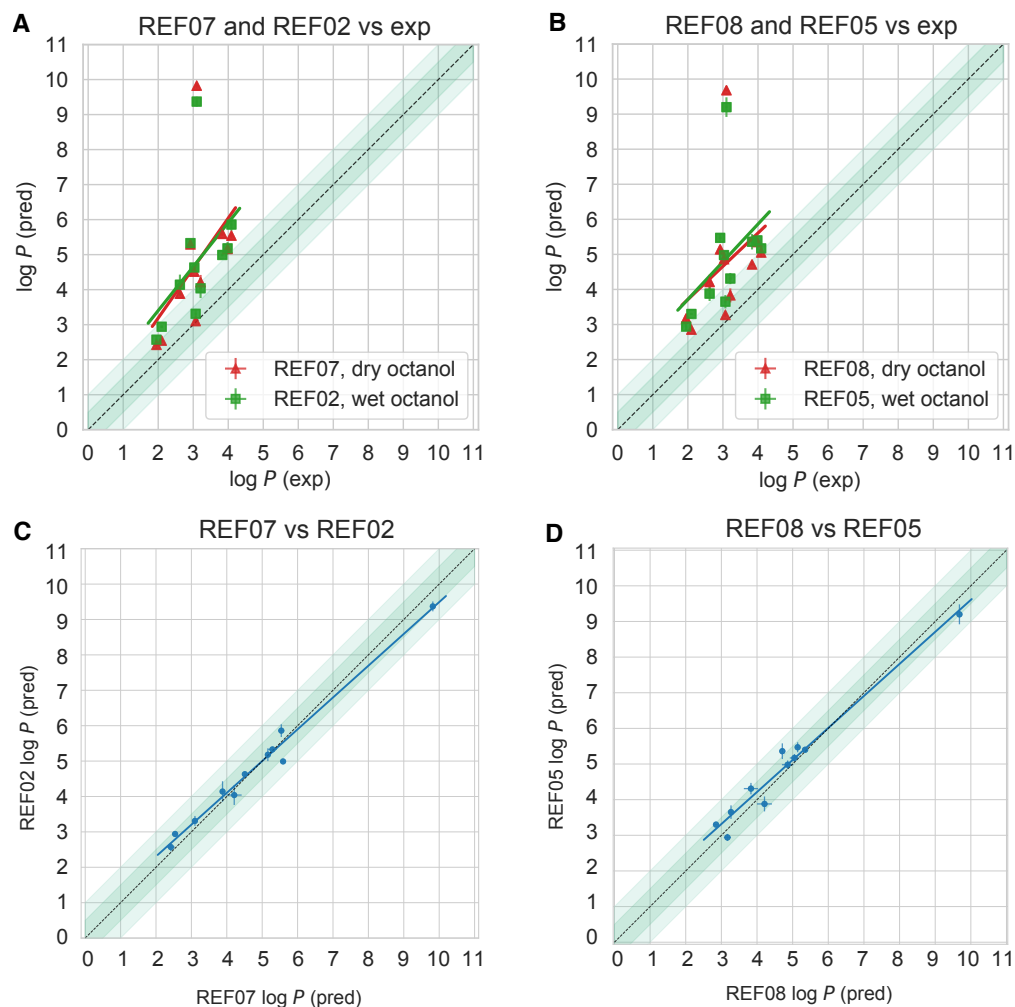 A
REF07 and REF02 vs exp
11
10
9
8
7
6
5
4
3
2
1
0
log P (pred)
REF07, dry octanol
REF02, wet octanol
0 1 2 3 4 5 6 7 8 9 10 11
log P (exp)
B
REF08 and REF05 vs exp
11
10
9
8
7
6
5
4
3
2
1
0
log P (pred)
REF08, dry octanol
REF05, wet octanol
0 1 2 3 4 5 6 7 8 9 10 11
log P (exp)
C
REF07 vs REF02
11
10
9
8
7
6
5
4
3
2
1
0
REF02 log P (pred)
0 1 2 3 4 5 6 7 8 9 10 11
REF07 log P (pred)
D
REF08 vs REF05
11
10
9
8
7
6
5
4
3
2
1
0
REF05 log P (pred)
0 1 2 3 4 5 6 7 8 9 10 11
REF08 log P (pred)